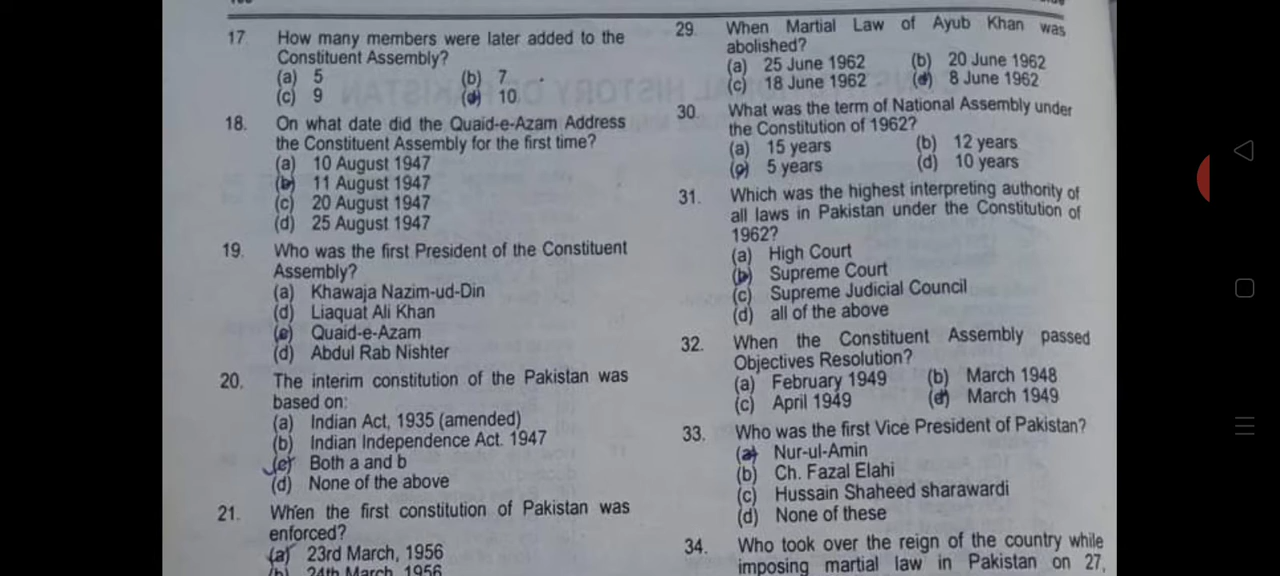 17. How many members were later added to the
Constituent Assembly?
(a) 5 (b) 7
(c) 9 (d) 10
18. On what date did the Quaid-e-Azam Address
the Constituent Assembly for the first time?
(a) 10 August 1947
(b) 11 August 1947
(c) 20 August 1947
(d) 25 August 1947
19. Who was the first President of the Constituent
Assembly?
(a) Khawaja Nazim-ud-Din
(d) Liaquat Ali Khan
(c) Quaid-e-Azam
(d) Abdul Rab Nishter
20. The interim constitution of the Pakistan was
based on:
(a) Indian Act, 1935 (amended)
(b) Indian Independence Act. 1947
(c) Both a and b
(d) None of the above
21. When the first constitution of Pakistan was
enforced?
(a) 23rd March, 1956
(b) 24th March, 1956
29. When Martial Law of Ayub Khan was
abolished?
(a) 25 June 1962 (b) 20 June 1962
(c) 18 June 1962 (d) 8 June 1962
30. What was the term of National Assembly under
the Constitution of 1962?
(a) 15 years (b) 12 years
(c) 5 years (d) 10 years
31. Which was the highest interpreting authority of
all laws in Pakistan under the Constitution of
1962?
(a) High Court
(b) Supreme Court
(c) Supreme Judicial Council
(d) all of the above
32. When the Constituent Assembly passed
Objectives Resolution?
(a) February 1949 (b) March 1948
(c) April 1949 (d) March 1949
33. Who was the first Vice President of Pakistan?
(a) Nur-ul-Amin
(b) Ch. Fazal Elahi
(c) Hussain Shaheed sharawardi
(d) None of these
34. Who took over the reign of the country while
imposing martial law in Pakistan on 27,